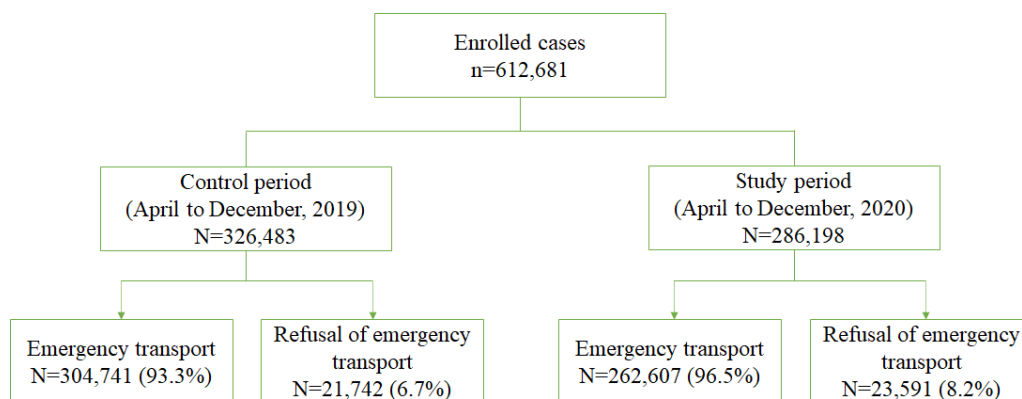 Enrolled cases
n=612,681
Control period
(April to December, 2019)
N=326,483
Study period
(April to December, 2020)
N=286,198
Emergency transport
N=304,741 (93.3%)
Refusal of emergency
transport
N=21,742 (6.7%)
Emergency transport
N=262,607 (96.5%)
Refusal of emergency
transport
N=23,591 (8.2%)